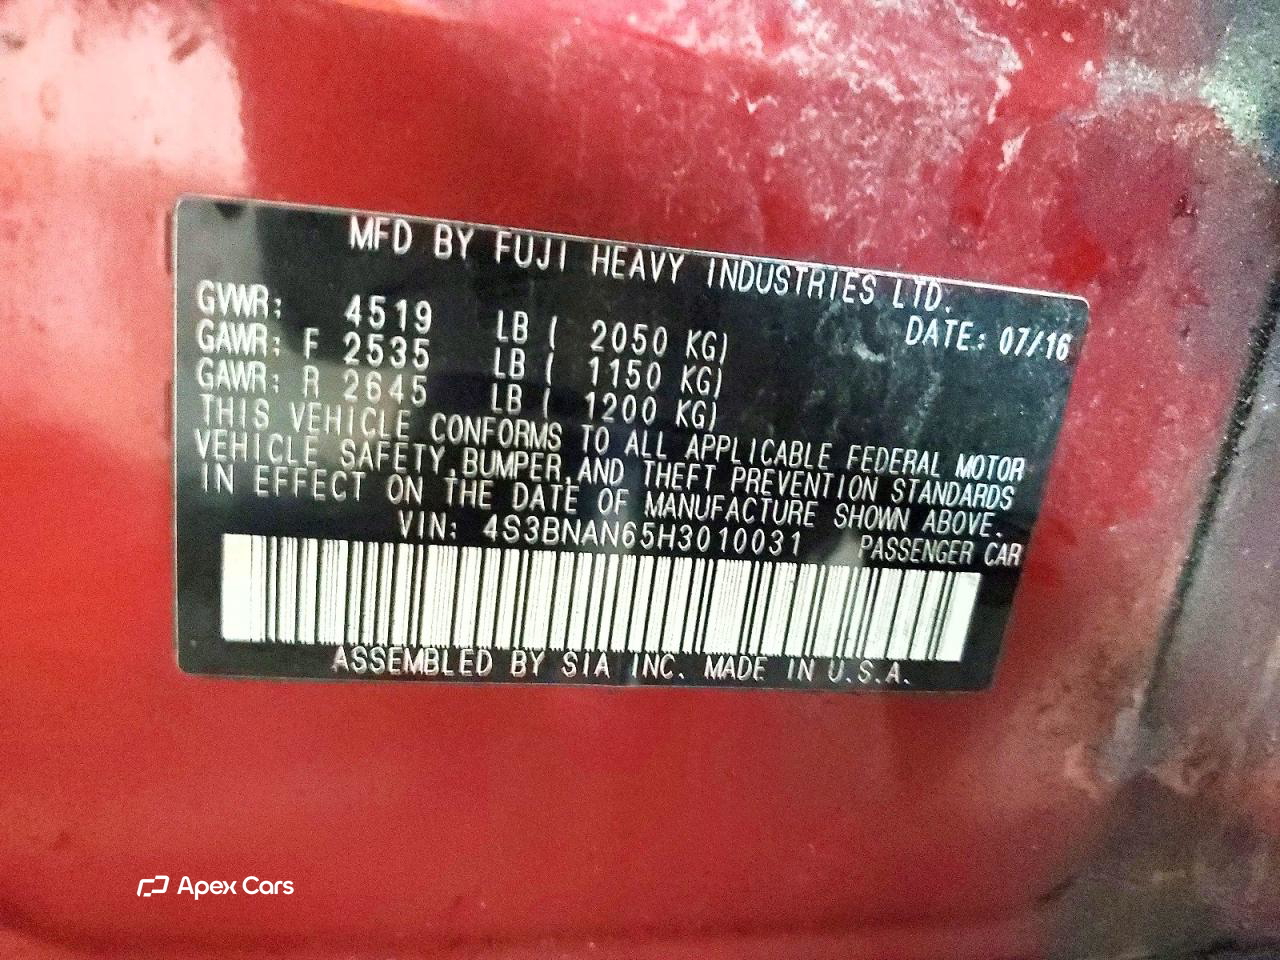 MFD BY FUJI HEAVY INDUSTRIES LTD.
DATE: 07/16
GVWR: 4519 LB ( 2050 KG)
GAWR: F 2535 LB ( 1150 KG)
GAWR: R 2645 LB ( 1200 KG)
THIS VEHICLE CONFORMS TO ALL APPLICABLE FEDERAL MOTOR
VEHICLE SAFETY, BUMPER, AND THEFT PREVENTION STANDARDS
IN EFFECT ON THE DATE OF MANUFACTURE SHOWN ABOVE.
VIN: 4S3BNAN65H3010031 PASSENGER CAR
ASSEMBLED BY SIA INC. MADE IN U.S.A.
Apex Cars